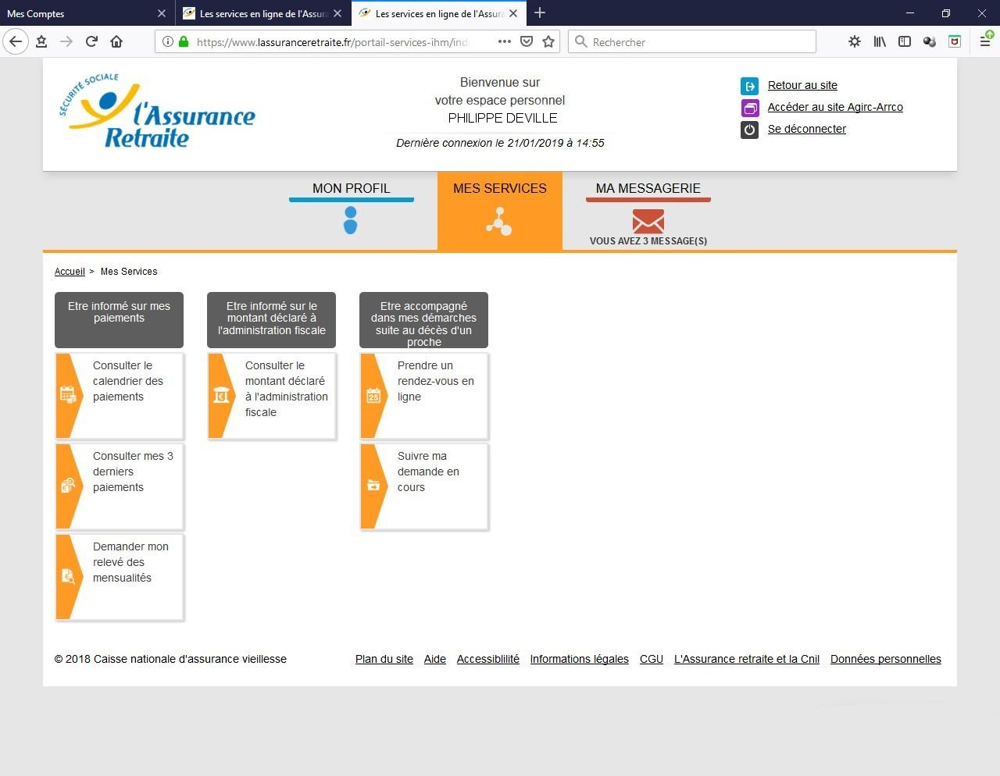 Mes Comptes
Les services en ligne de l'Assura
Les services en ligne de l'Assura
https://www.lassuranceretraite.fr/portail-services-ihm/ind
Rechercher
SÉCURITÉ SOCIALE
l'Assurance
Retraite
Bienvenue sur
votre espace personnel
PHILIPPE DEVILLE
Dernière connexion le 21/01/2019 à 14:55
Retour au site
Accéder au site Agirc-Arrco
Se déconnecter
MON PROFIL
MES SERVICES
MA MESSAGERIE
VOUS AVEZ 3 MESSAGE(S)
Accueil > Mes Services
Etre informé sur mes
paiements
Consulter le
calendrier des
paiements
Consulter mes 3
derniers
paiements
Demander mon
relevé des
mensualités
Etre informé sur le
montant déclaré à
l'administration fiscale
Consulter le
montant déclaré
à l'administration
fiscale
Etre accompagné
dans mes démarches
suite au décès d'un
proche
25
Prendre un
rendez-vous en
ligne
Suivre ma
demande en
cours
© 2018 Caisse nationale d'assurance vieillesse
Plan du site Aide Accessiblilité Informations légales CGU L'Assurance retraite et la Cnil Données personnelles